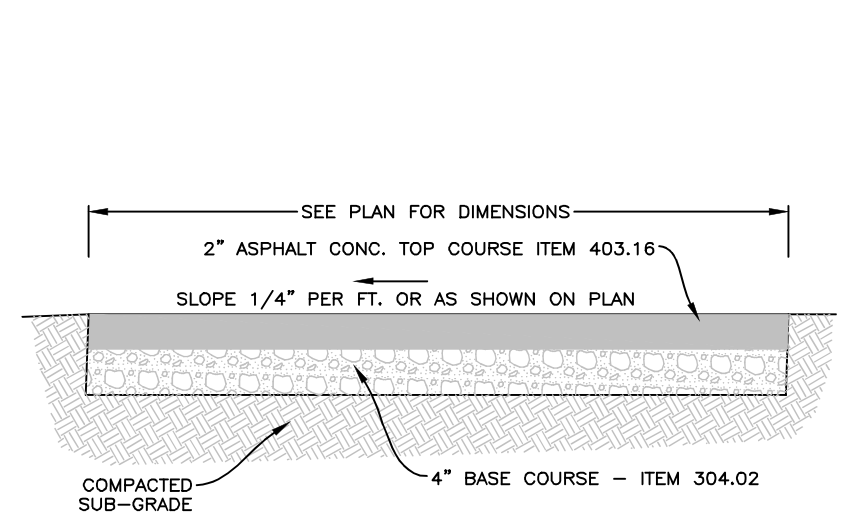 SEE PLAN FOR DIMENSIONS
2" ASPHALT CONC. TOP COURSE ITEM 403.16
SLOPE 1/4" PER FT. OR AS SHOWN ON PLAN
4" BASE COURSE – ITEM 304.02
COMPACTED
SUB–GRADE